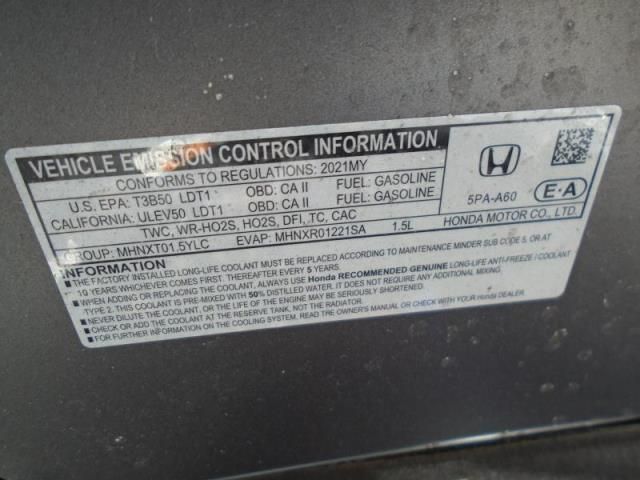 VEHICLE EMISSION CONTROL INFORMATION
CONFORMS TO REGULATIONS: 2021MY
U.S. EPA: T3B50 LDT1 OBD: CA II FUEL: GASOLINE
CALIFORNIA: ULEV50 LDT1 OBD: CA II FUEL: GASOLINE
TWC, WR-HO2S, HO2S, DFI, TC, CAC
GROUP: MHNXT01.5YLC EVAP: MHNXR01221SA 1.5L
5PA-A60
E-A
HONDA MOTOR CO., LTD.
INFORMATION
■THE FACTORY INSTALLED LONG-LIFE COOLANT MUST BE CHANGED ACCORDING TO MAINTENANCE MINDER SUB CODE 5, OR AT
10 YEARS WHICHEVER COMES FIRST. THEREAFTER EVERY 5 YEARS.
■WHEN ADDING OR REPLACING THE COOLANT, ALWAYS USE Honda RECOMMENDED GENUINE LONG-LIFE ANTI-FREEZE / COOLANT
TYPE 2. THIS COOLANT IS PRE-MIXED WITH 50% DISTILLED WATER. IT DOES NOT REQUIRE ANY ADDITIONAL MIXING.
■NEVER DILUTE THE COOLANT, OR THE LIFE OF THE ENGINE MAY BE SERIOUSLY SHORTENED.
■CHECK OR ADD THE COOLANT AT THE RESERVE TANK, NOT THE RADIATOR.
■FOR FURTHER INFORMATION ON THE COOLING SYSTEM, READ THE OWNER'S MANUAL OR CHECK WITH YOUR Honda DEALER.